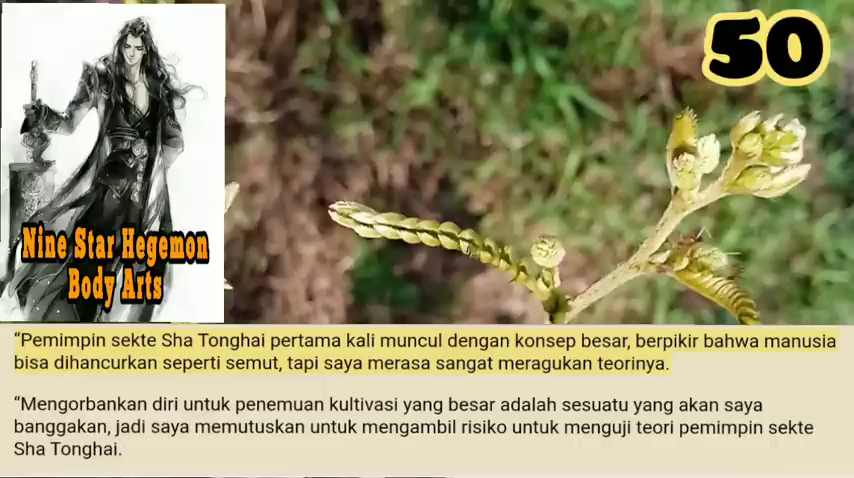 50
Nine Star Hegemon
Body Arts
“Pemimpin sekte Sha Tonghai pertama kali muncul dengan konsep besar, berpikir bahwa manusia
bisa dihancurkan seperti semut, tapi saya merasa sangat meragukan teorinya.
“Mengorbankan diri untuk penemuan kultivasi yang besar adalah sesuatu yang akan saya
banggakan, jadi saya memutuskan untuk mengambil risiko untuk menguji teori pemimpin sekte
Sha Tonghai.